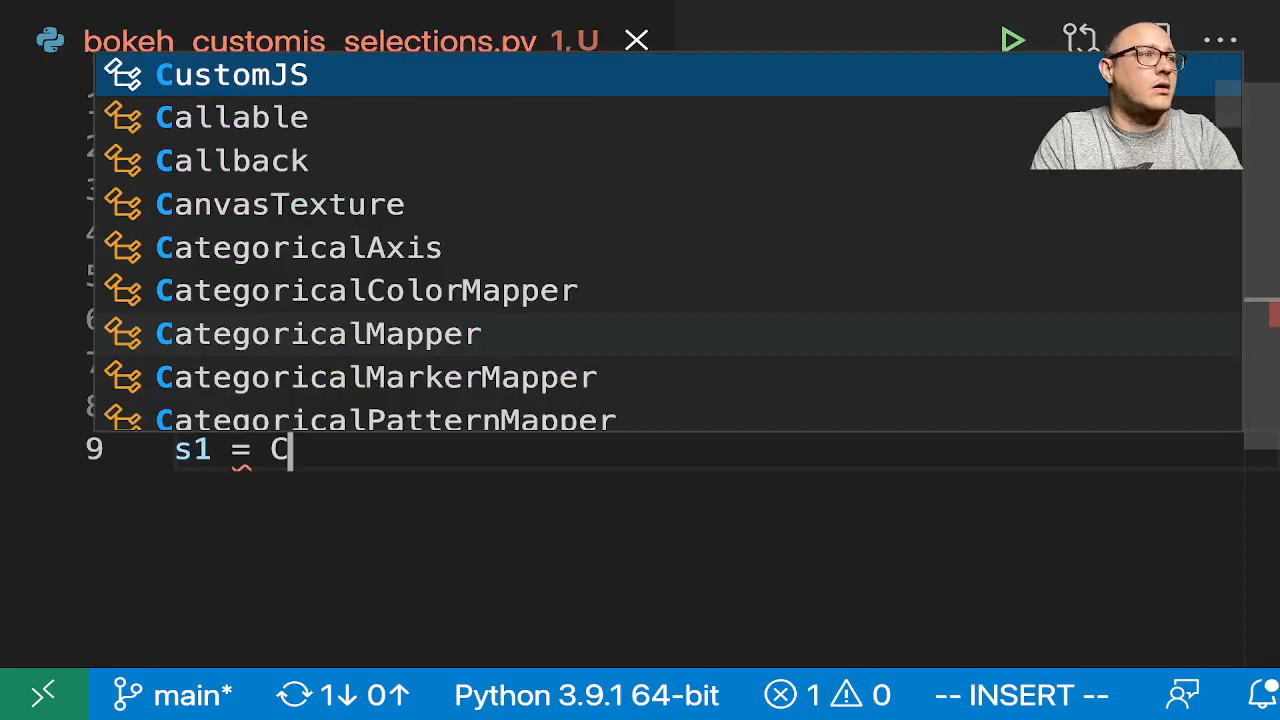 bokeh_customjs_selections.py 1, U
CustomJS
Callable
Callback
CanvasTexture
CategoricalAxis
CategoricalColorMapper
CategoricalMapper
CategoricalMarkerMapper
CategoricalPatternMapper
9 s1 = C
main* 1↓ 0↑ Python 3.9.1 64-bit 1 0 -- INSERT --